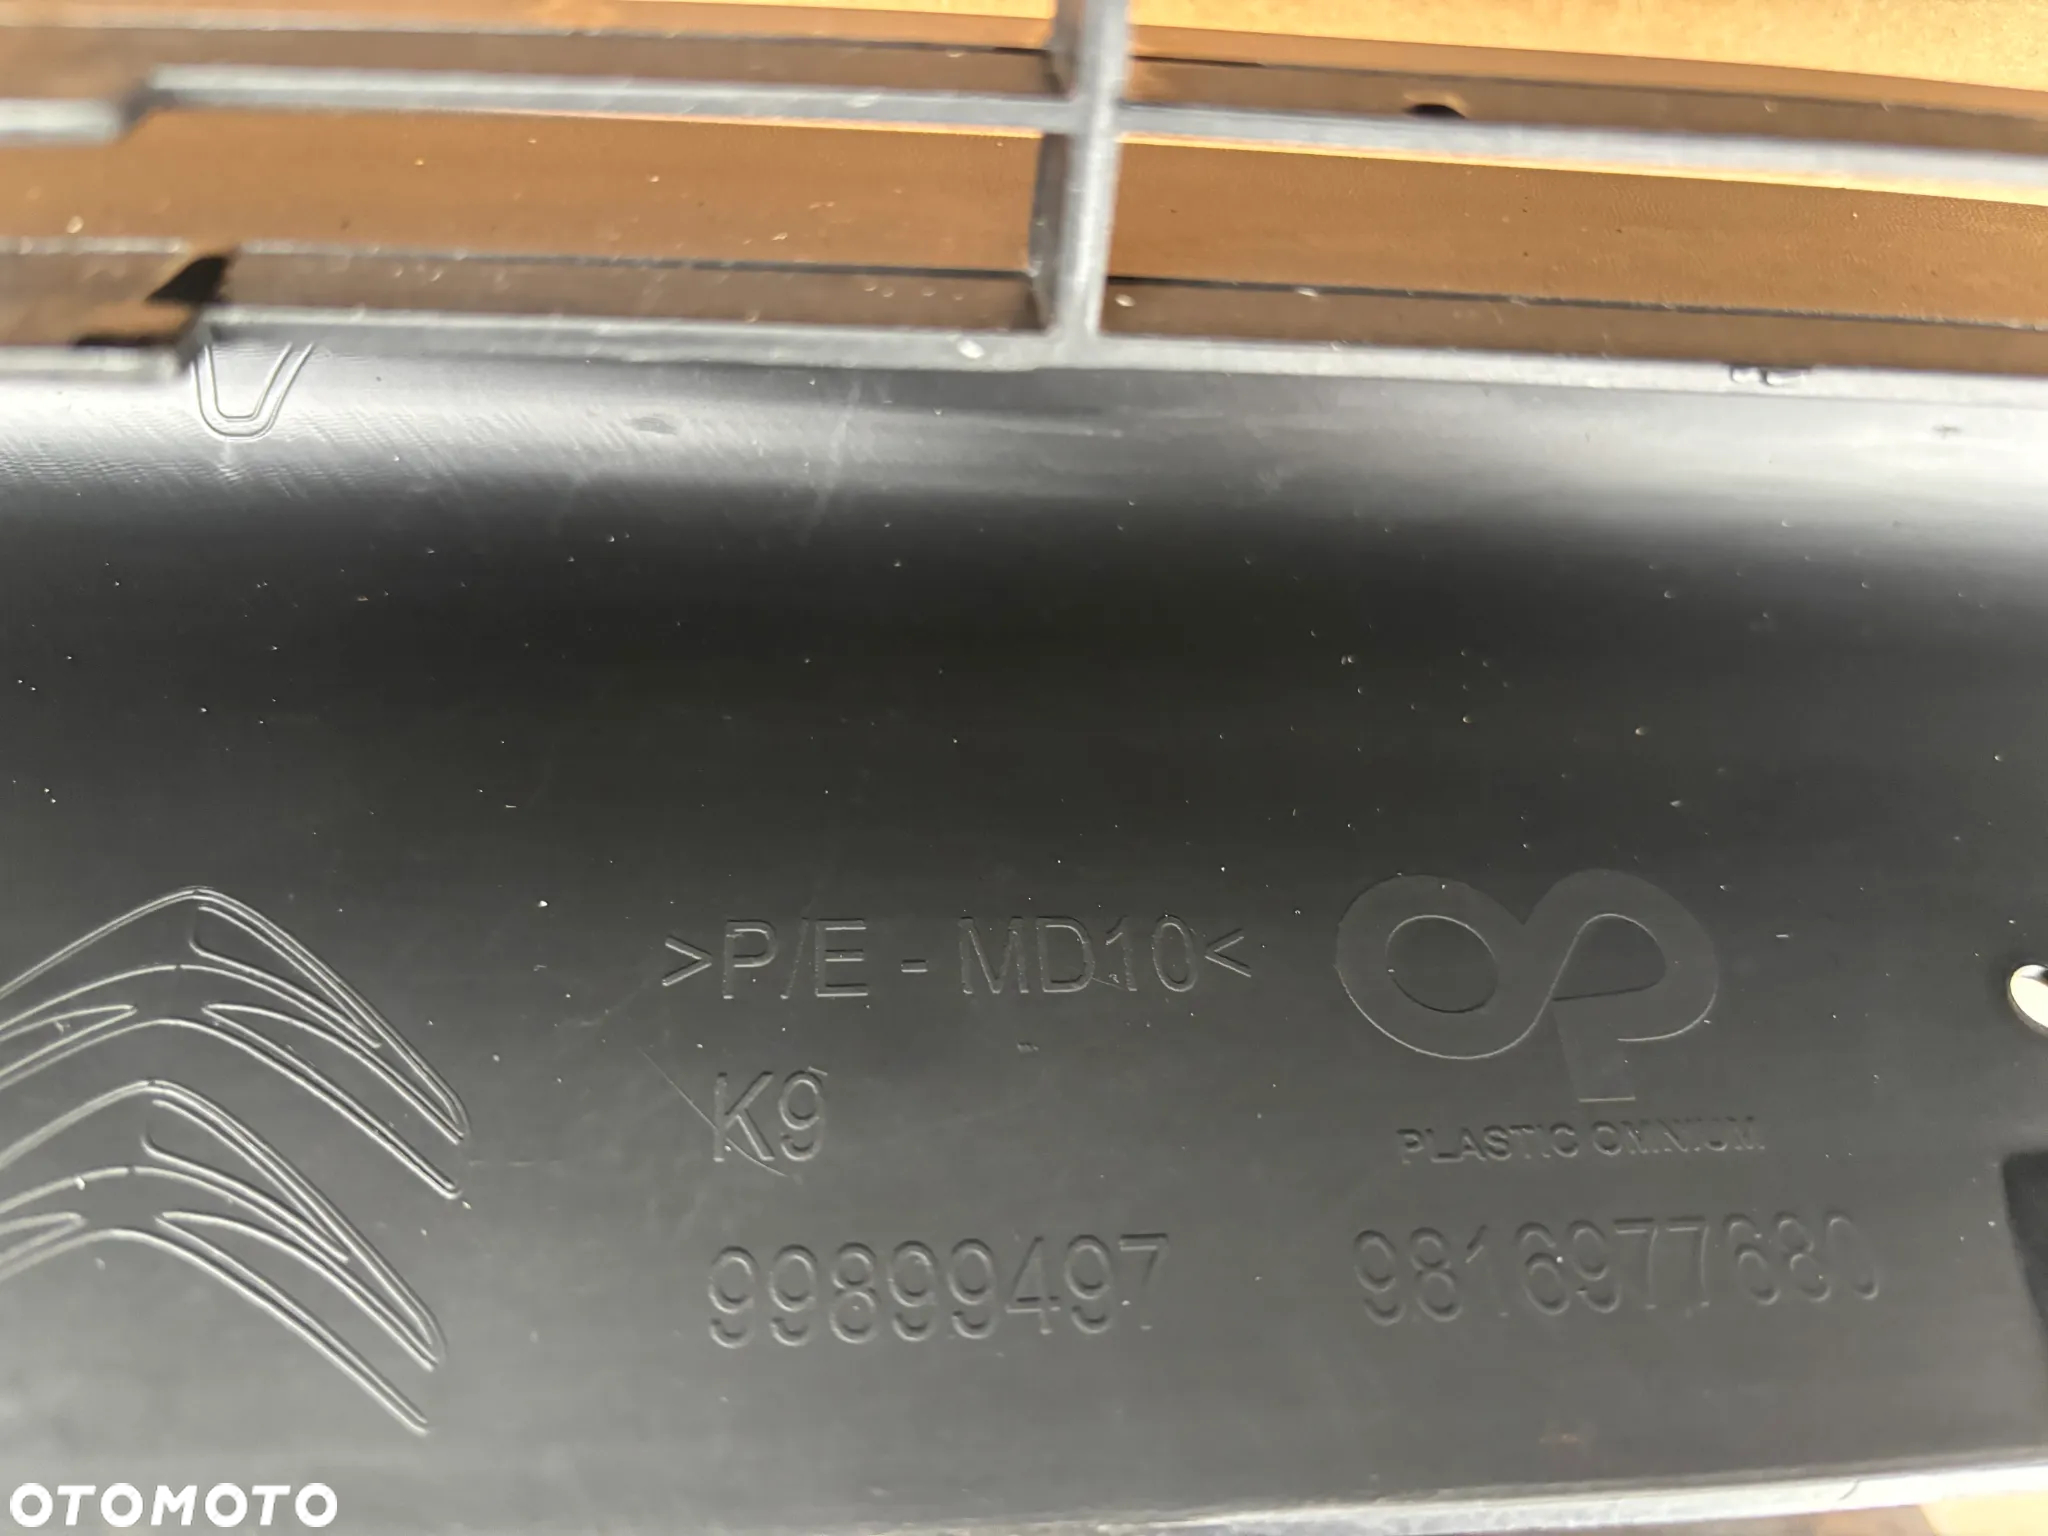 >P/E - MD10<
K9
PLASTIC OMNIUM
99899497
9816977680
OTOMOTO